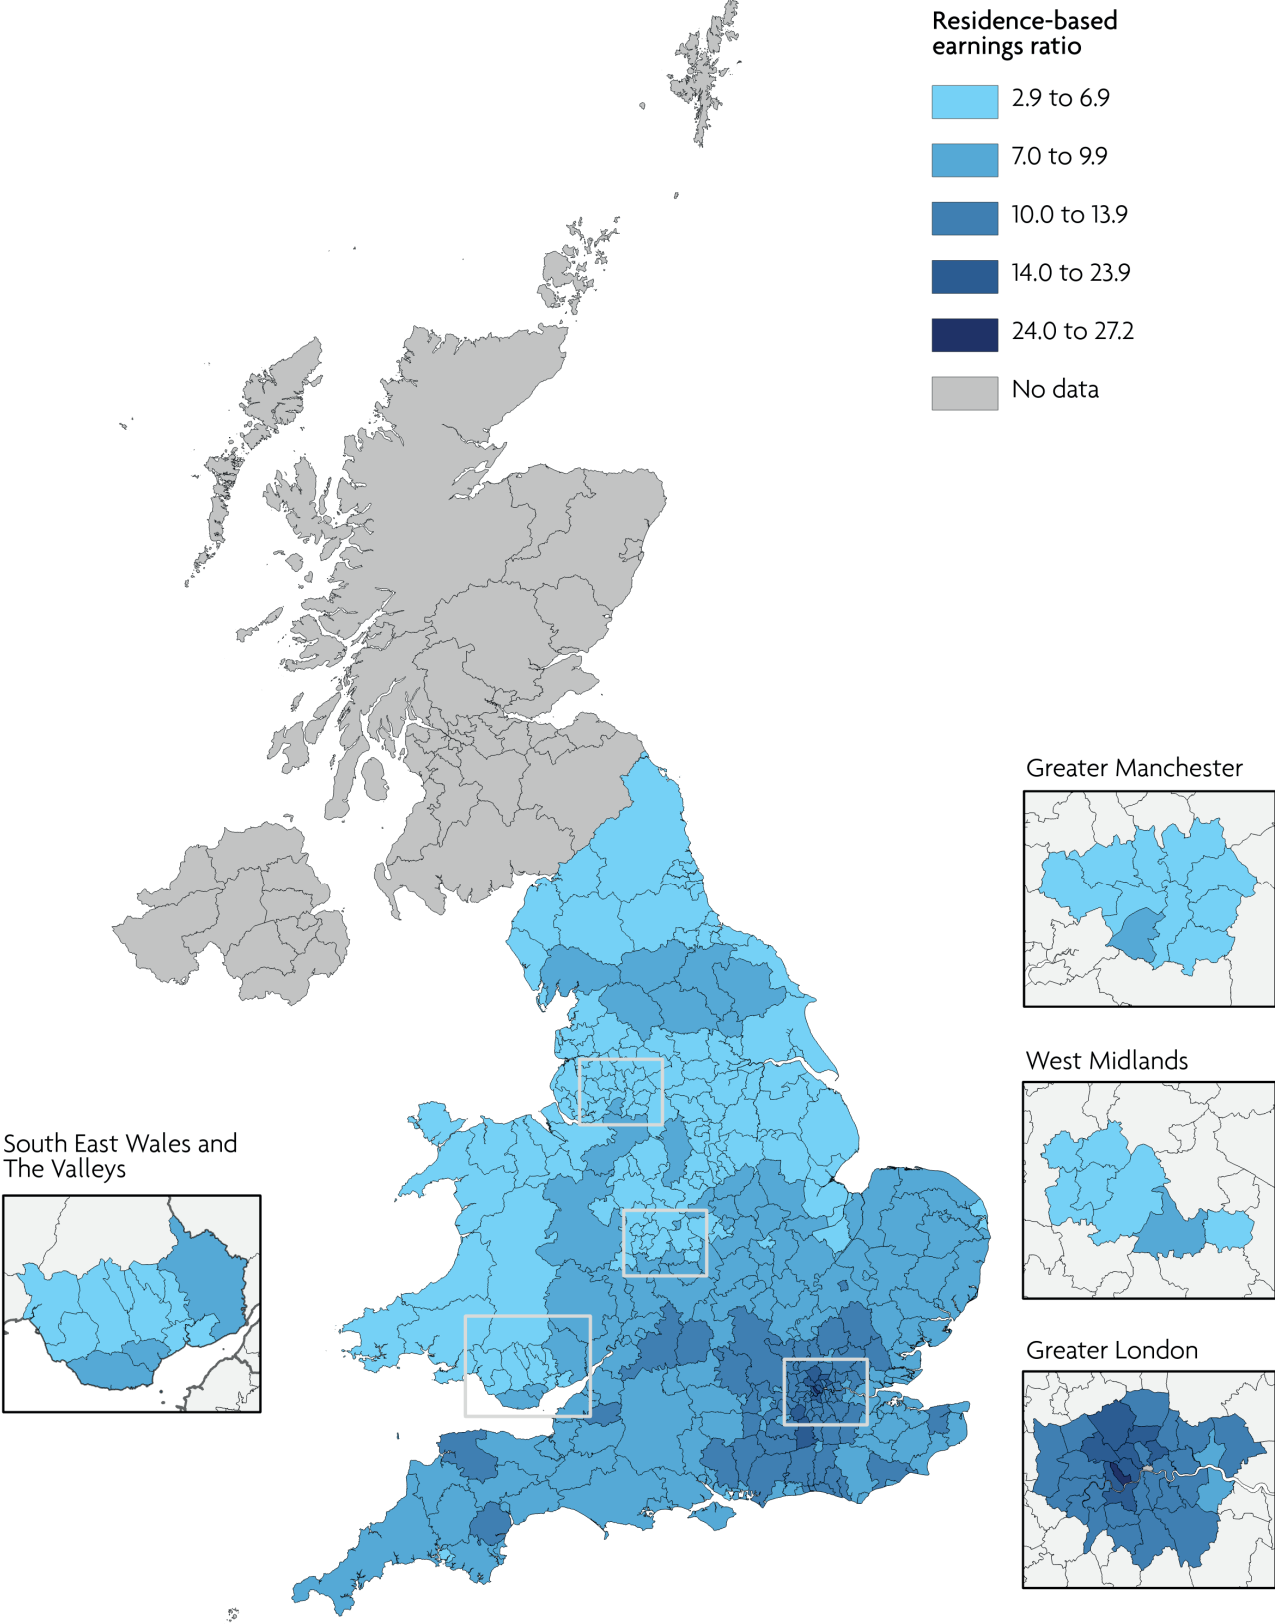 Residence-based
earnings ratio
2.9 to 6.9
7.0 to 9.9
10.0 to 13.9
14.0 to 23.9
24.0 to 27.2
No data
Greater Manchester
West Midlands
South East Wales and
The Valleys
Greater London